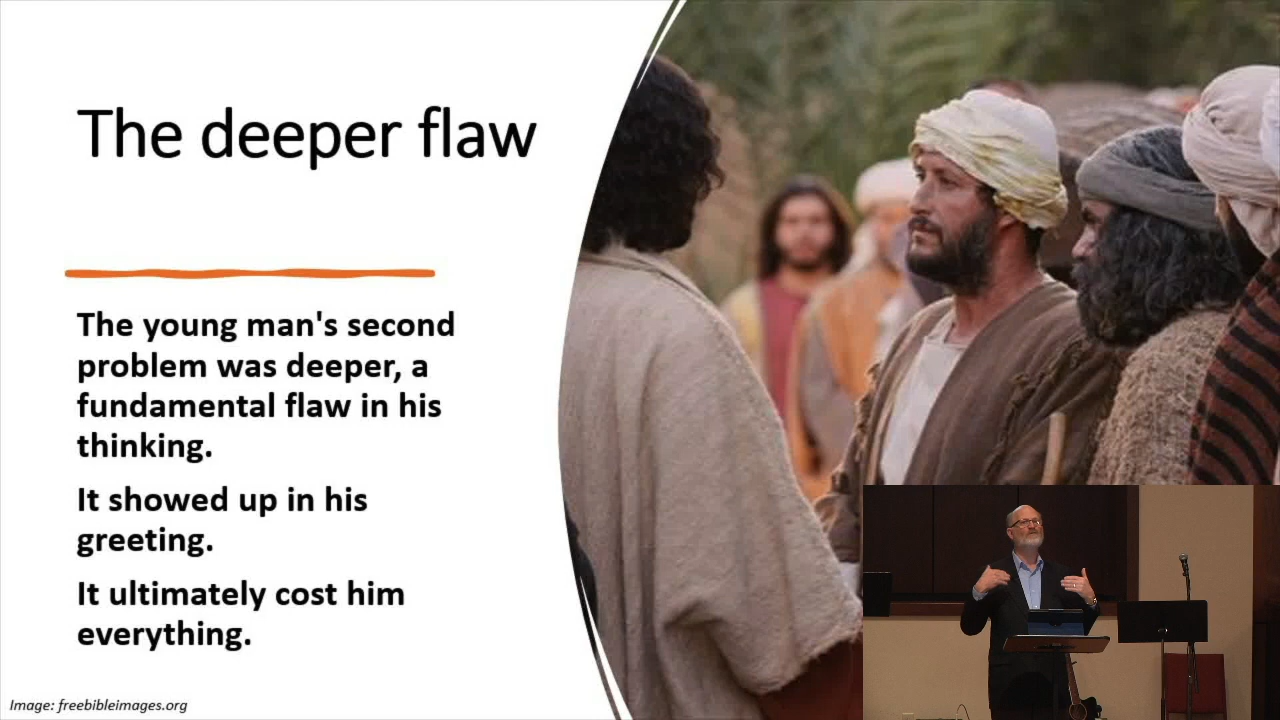 The deeper flaw
The young man's second
problem was deeper, a
fundamental flaw in his
thinking.
It showed up in his
greeting.
It ultimately cost him
everything.
Image: freebibleimages.org